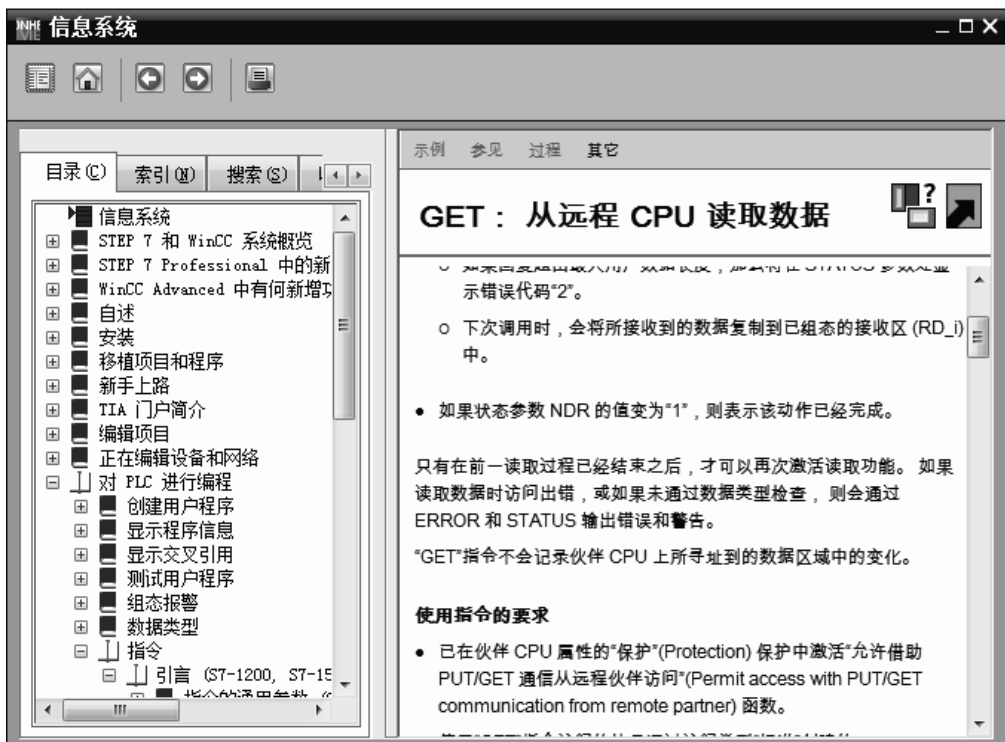 信息系统
目录(C) 索引(N) 搜索(S)
信息系统
STEP 7 和 WinCC 系统概览
STEP 7 Professional 中的新
WinCC Advanced 中有何新增功
自述
安装
移植项目和程序
新手上路
TIA 门户简介
编辑项目
正在编辑设备和网络
对 PLC 进行编程
创建用户程序
显示程序信息
显示交叉引用
测试用户程序
组态报警
数据类型
指令
引言 (S7-1200, S7-15
指令的通用参数
示例 参见 过程 其它
GET： 从远程 CPU 读取数据
示错误代码“2”。
下次调用时，会将所接收到的数据复制到已组态的接收区 (RD_i)
中。
如果状态参数 NDR 的值变为“1”，则表示该动作已经完成。
只有在前一读取过程已经结束之后，才可以再次激活读取功能。 如果
读取数据时访问出错，或如果未通过数据类型检查， 则会通过
ERROR 和 STATUS 输出错误和警告。
“GET”指令不会记录伙伴 CPU 上所寻址到的数据区域中的变化。
使用指令的要求
已在伙伴 CPU 属性的“保护”(Protection) 保护中激活“允许借助
PUT/GET 通信从远程伙伴访问”(Permit access with PUT/GET
communication from remote partner) 函数。